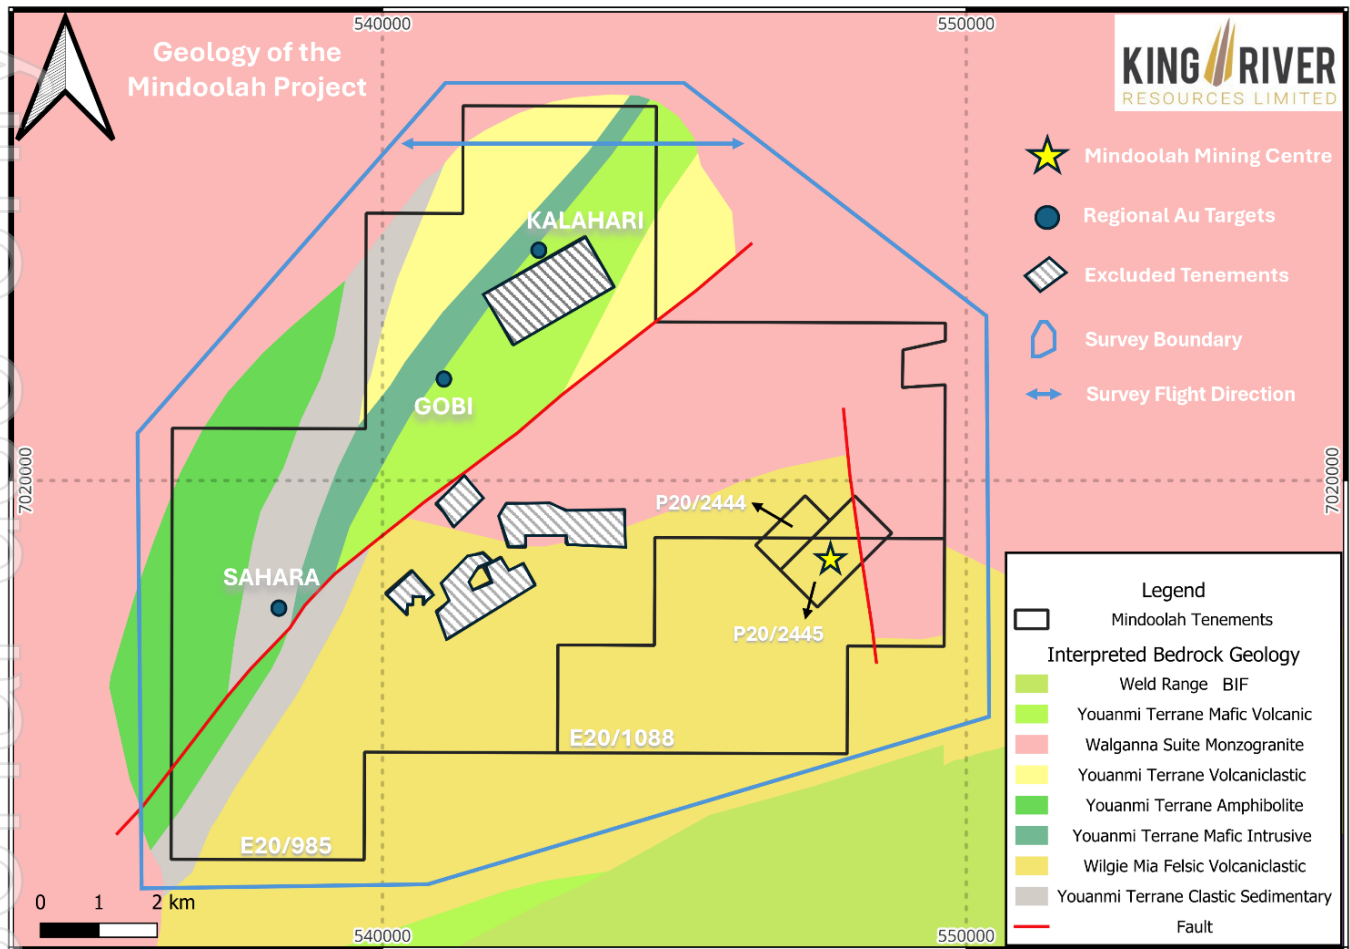 540000
550000
Geology of the
Mindoolah Project
KING RIVER
RESOURCES LIMITED
Mindoolah Mining Centre
Regional Au Targets
Excluded Tenements
Survey Boundary
Survey Flight Direction
KALAHARI
GOBI
7020000
7020000
P20/2444
SAHARA
P20/2445
E20/1088
E20/985
Legend
Mindoolah Tenements
Interpreted Bedrock Geology
Weld Range BIF
Youanmi Terrane Mafic Volcanic
Walganna Suite Monzogranite
Youanmi Terrane Volcaniclastic
Youanmi Terrane Amphibolite
Youanmi Terrane Mafic Intrusive
Wilgie Mia Felsic Volcaniclastic
Youanmi Terrane Clastic Sedimentary
Fault
0 1 2 km
540000
550000